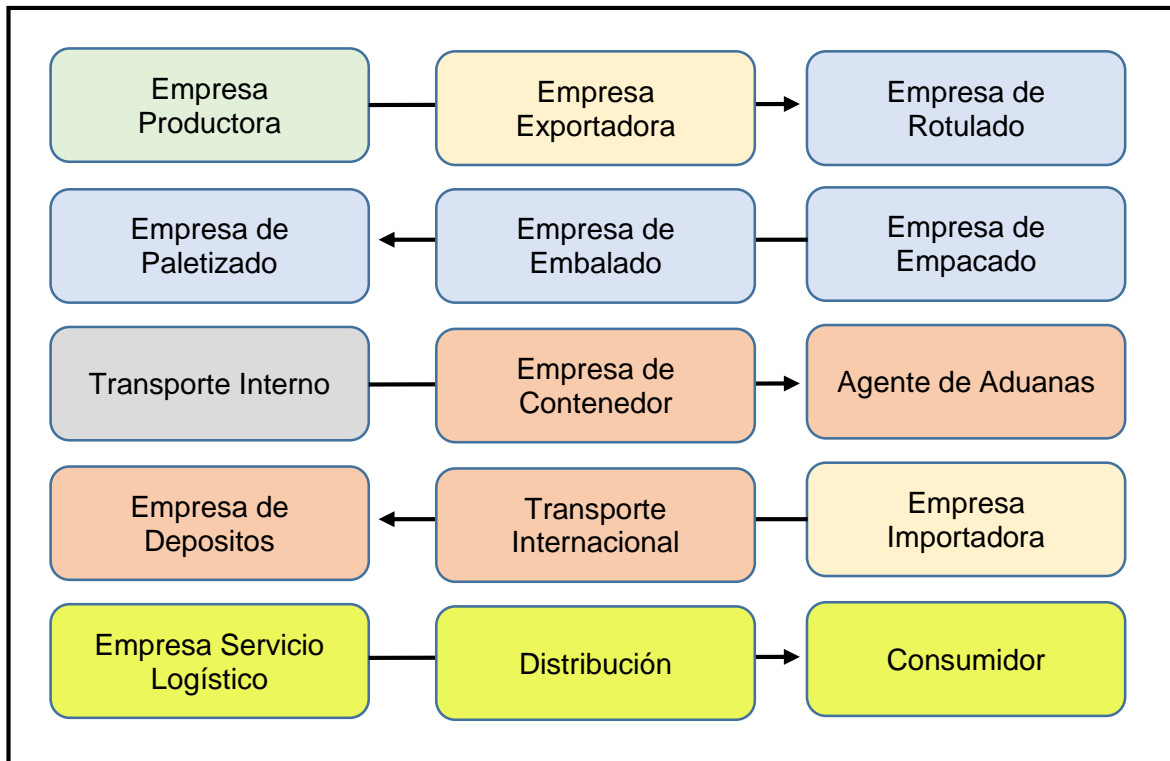 Empresa
Productora
Empresa
Exportadora
Empresa de
Rotulado
Empresa de
Paletizado
Empresa de
Embalado
Empresa de
Empacado
Transporte Interno
Empresa de
Contenedor
Agente de Aduanas
Empresa de
Depositos
Transporte
Internacional
Empresa
Importadora
Empresa Servicio
Logístico
Distribución
Consumidor